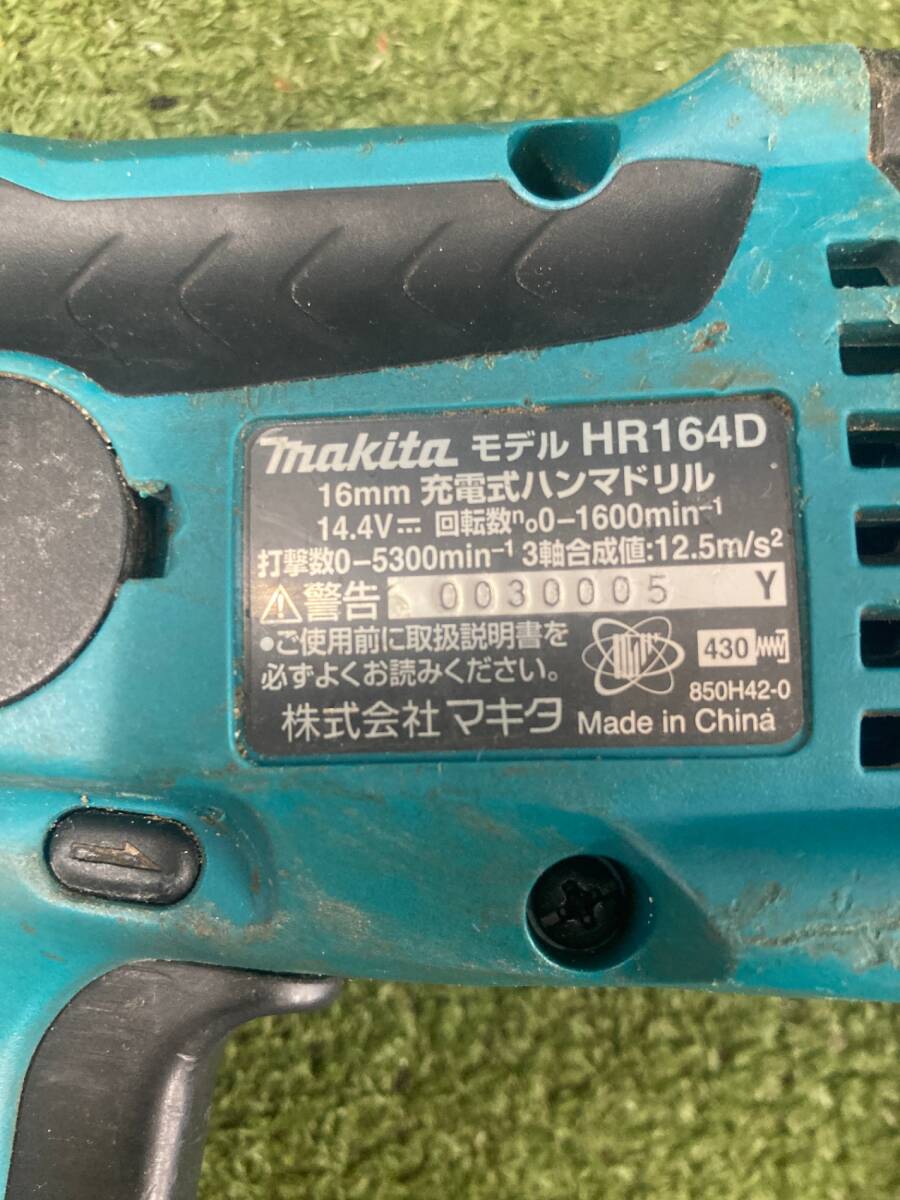 makita モデル HR164D
16mm 充電式ハンマドリル
14.4V⎓ 回転数n₀0-1600min⁻¹
打撃数0-5300min⁻¹ 3軸合成値:12.5m/s²
⚠警告 0030005 Y
•ご使用前に取扱説明書を
必ずよくお読みください。
430
850H42-0
株式会社マキタ Made in China